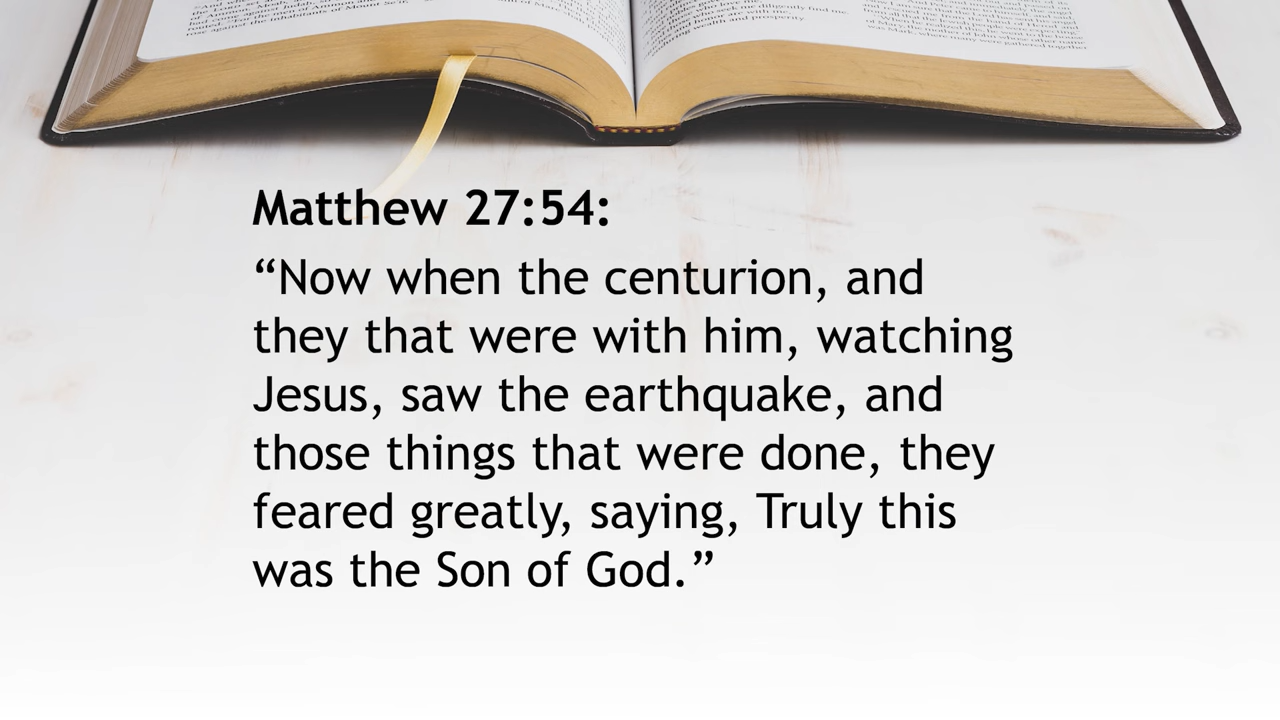 Matthew 27:54:
“Now when the centurion, and
they that were with him, watching
Jesus, saw the earthquake, and
those things that were done, they
feared greatly, saying, Truly this
was the Son of God.”